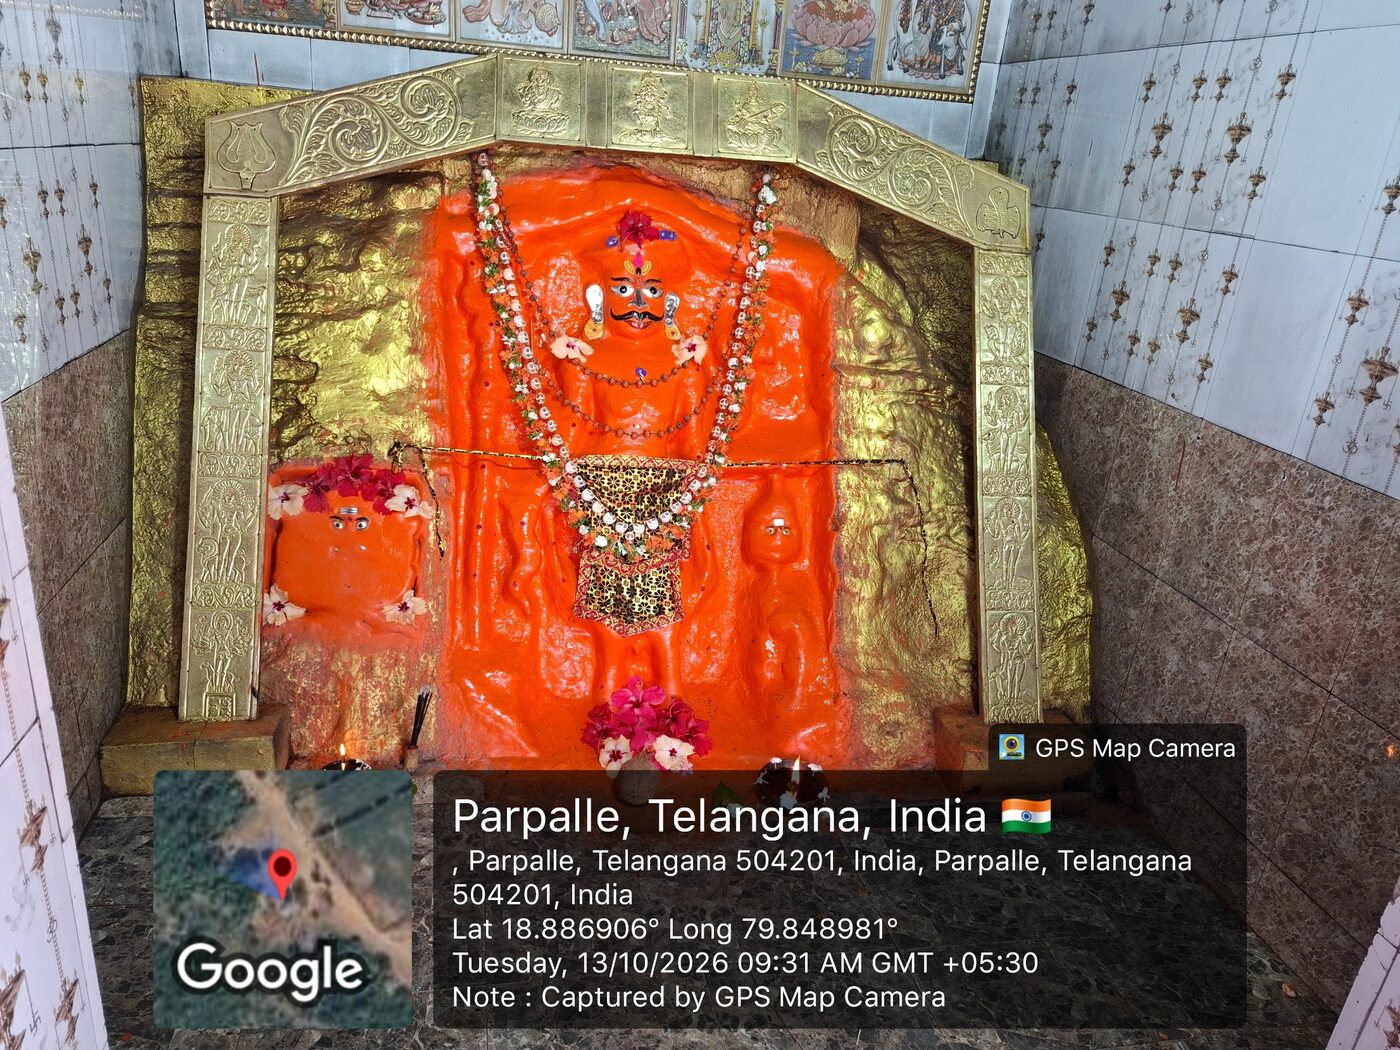 GPS Map Camera
Parpalle, Telangana, India 🇮🇳
, Parpalle, Telangana 504201, India, Parpalle, Telangana
504201, India
Lat 18.886906° Long 79.848981°
Tuesday, 13/10/2026 09:31 AM GMT +05:30
Note : Captured by GPS Map Camera
Google